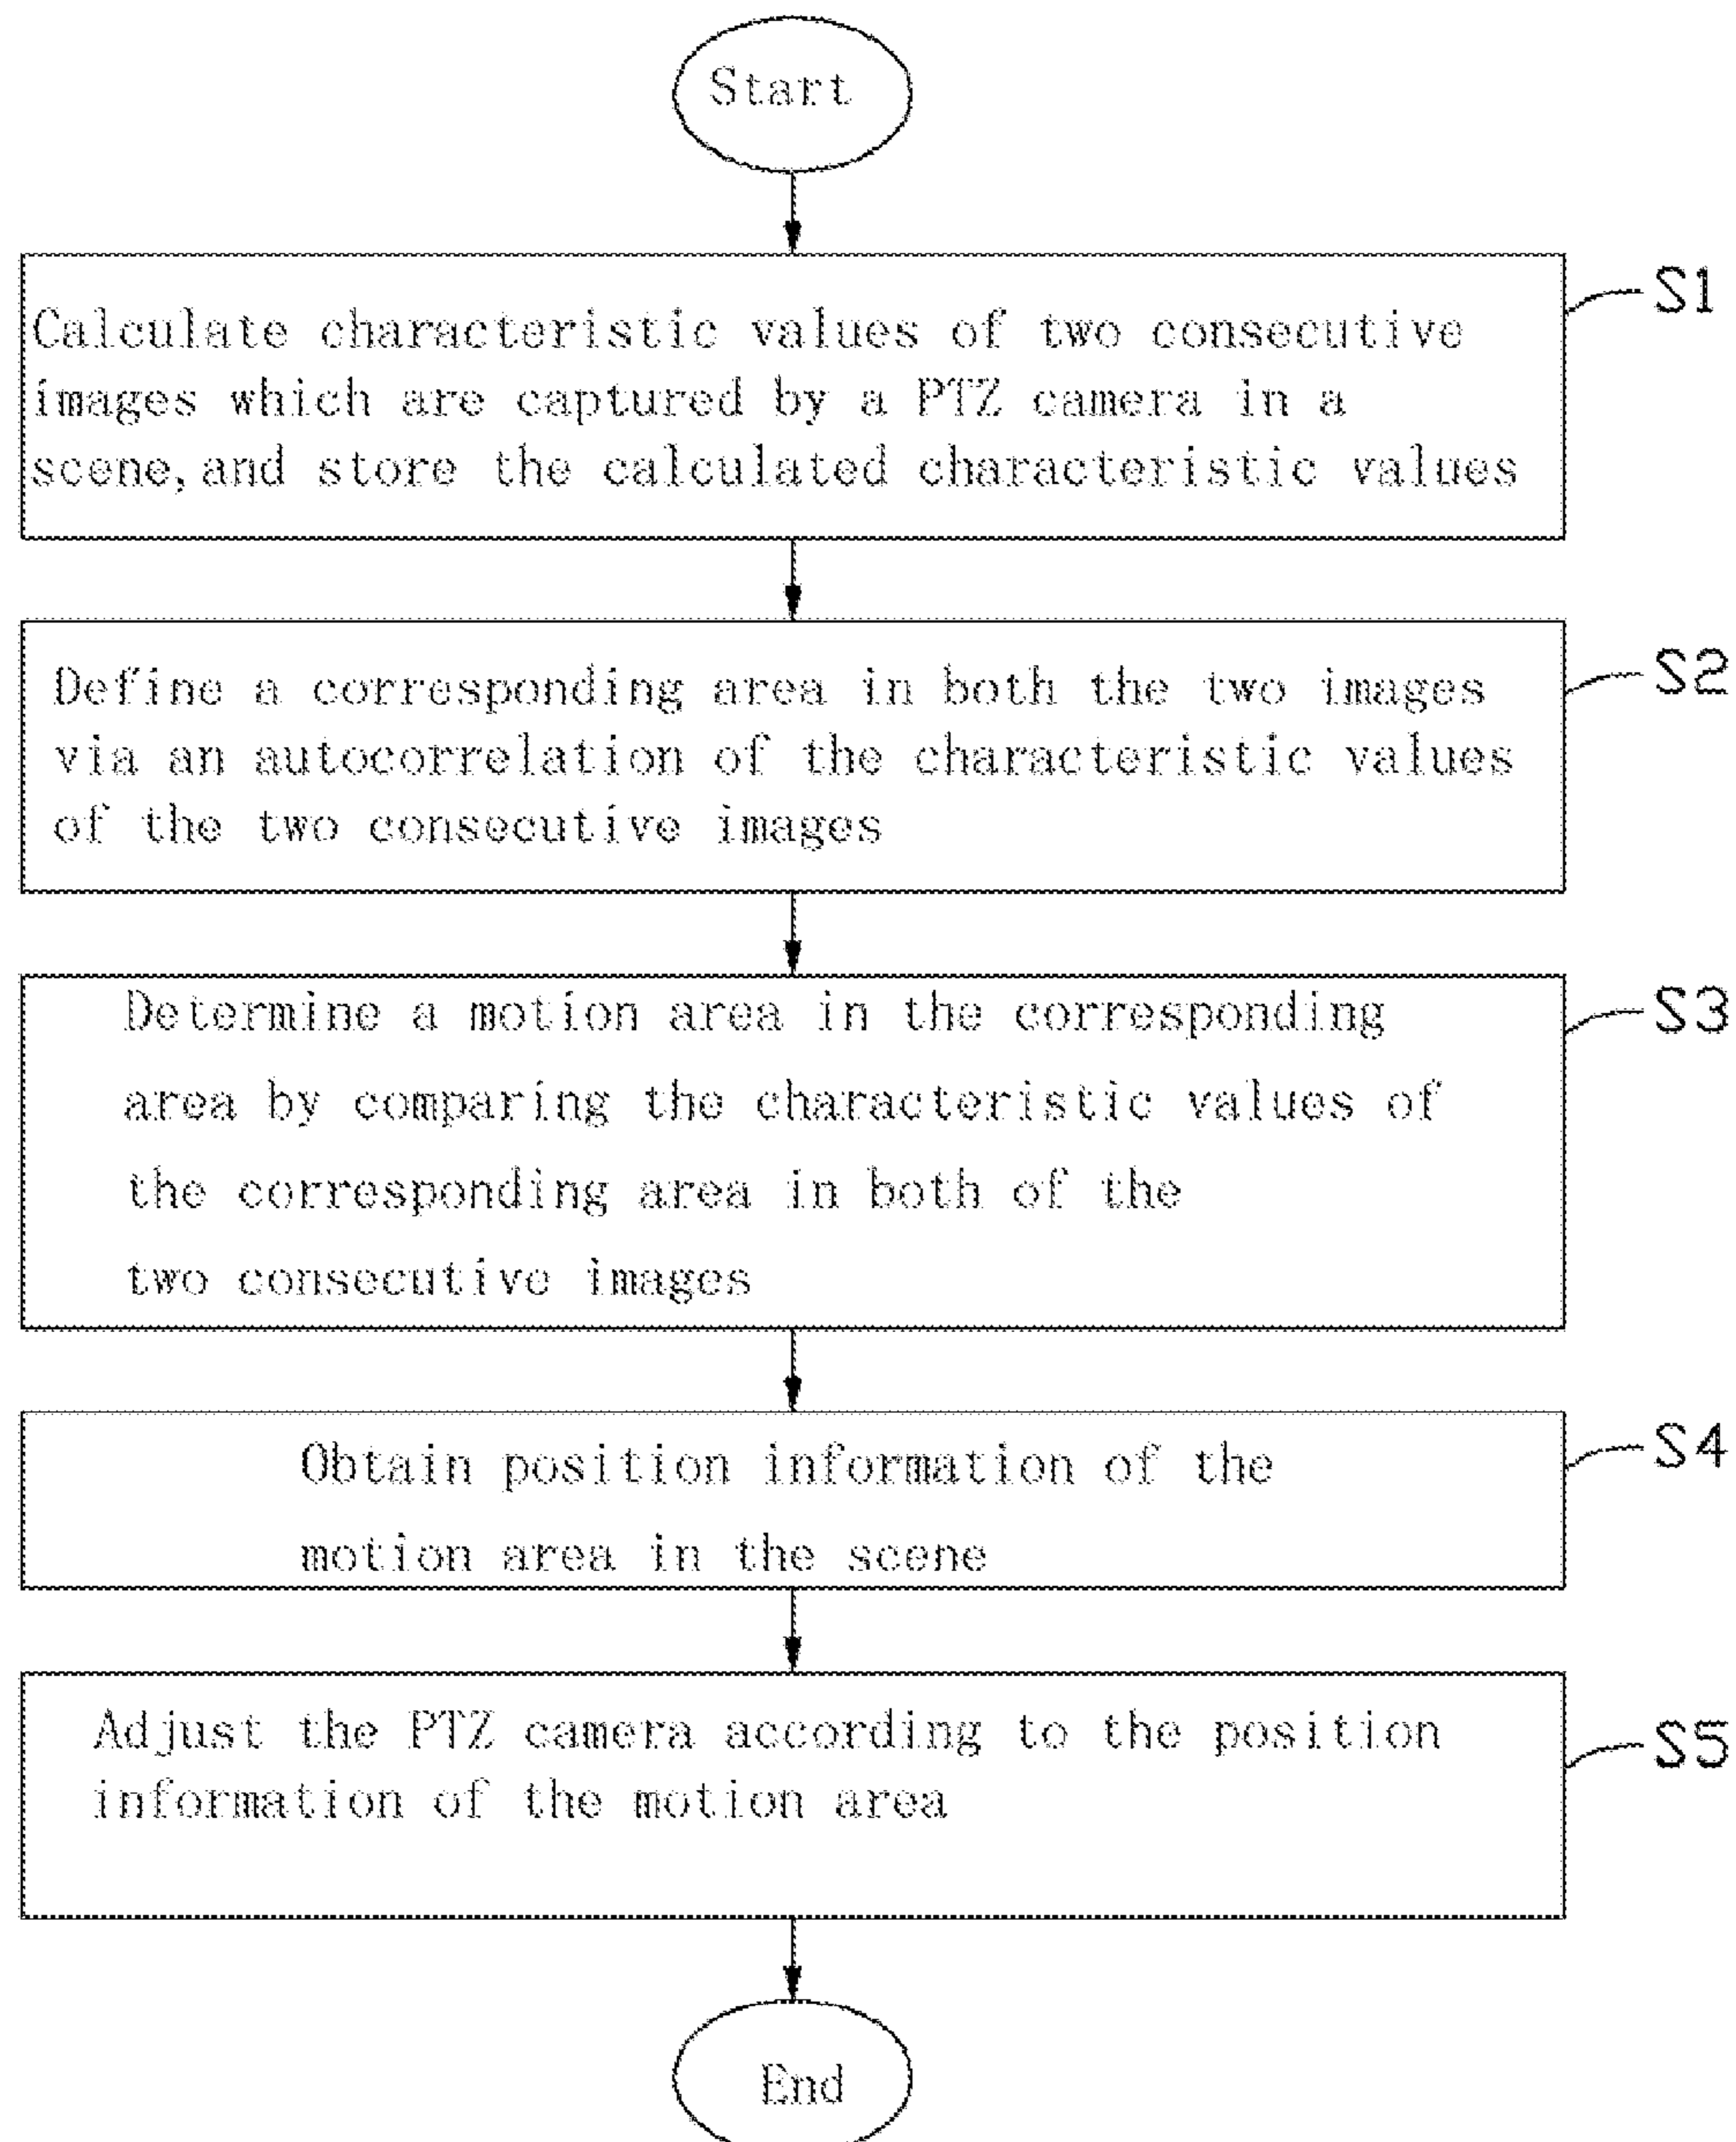 Start
S1
Calculate characteristic values of two consecutive
images which are captured by a PTZ camera in a
scene, and store the calculated characteristic values
S2
Define a corresponding area in both the two images
via an autocorrelation of the characteristic values
of the two consecutive images
S3
Determine a motion area in the corresponding
area by comparing the characteristic values of
the corresponding area in both of the
two consecutive images
S4
Obtain position information of the
motion area in the scene
S5
Adjust the PTZ camera according to the position
information of the motion area
End